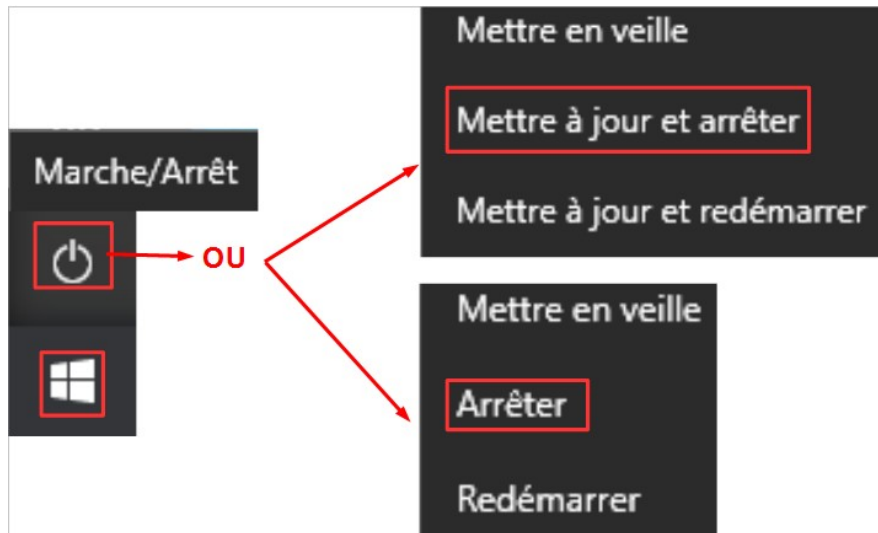 Marche/Arrêt
OU
Mettre en veille
Mettre à jour et arrêter
Mettre à jour et redémarrer
Mettre en veille
Arrêter
Redémarrer